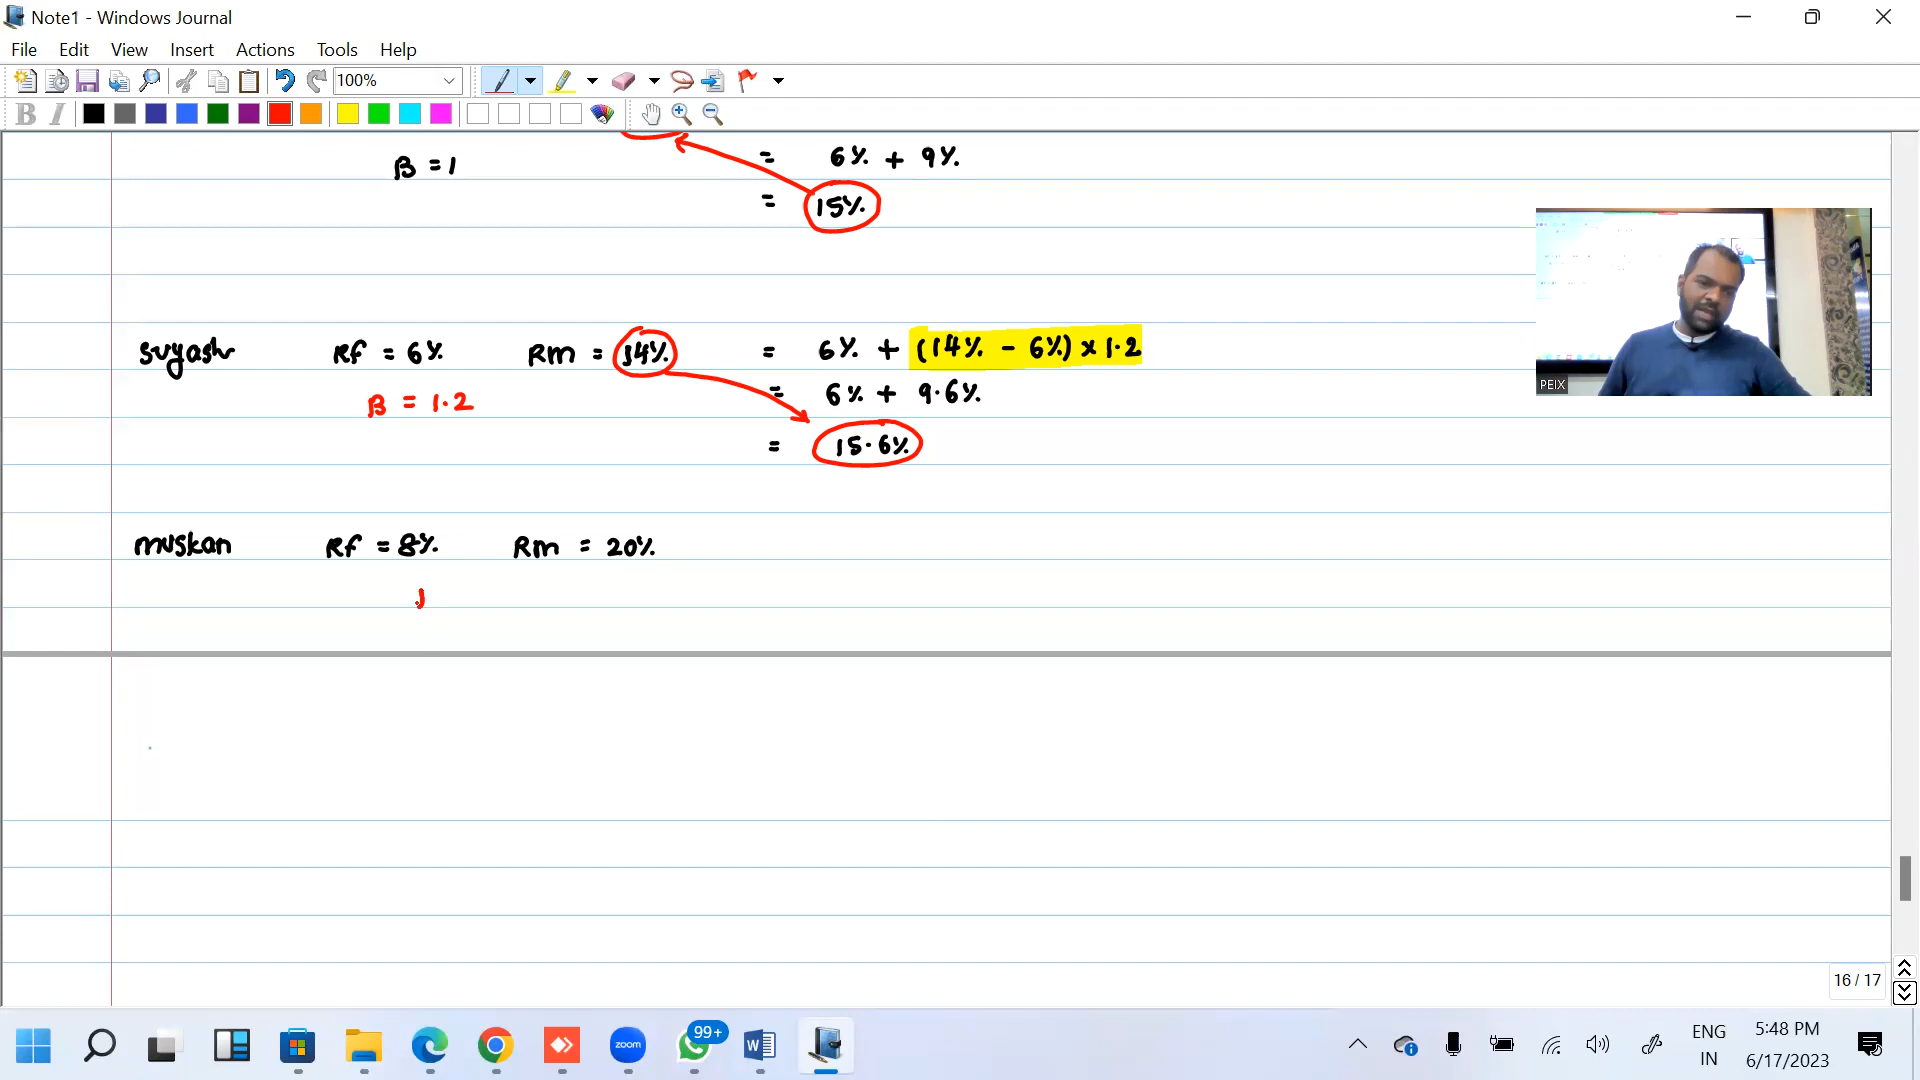 Note1 - Windows Journal
File Edit View Insert Actions Tools Help
100%
B I
B = 1
= 6% + 9%
= 15%
suyash Rf = 6% Rm = 14% = 6% + (14% - 6%) × 1.2
B = 1.2 = 6% + 9.6%
= 15.6%
PEIX
muskan Rf = 8% Rm = 20%
16 / 17
99+
zoom
ENG
IN
5:48 PM
6/17/2023